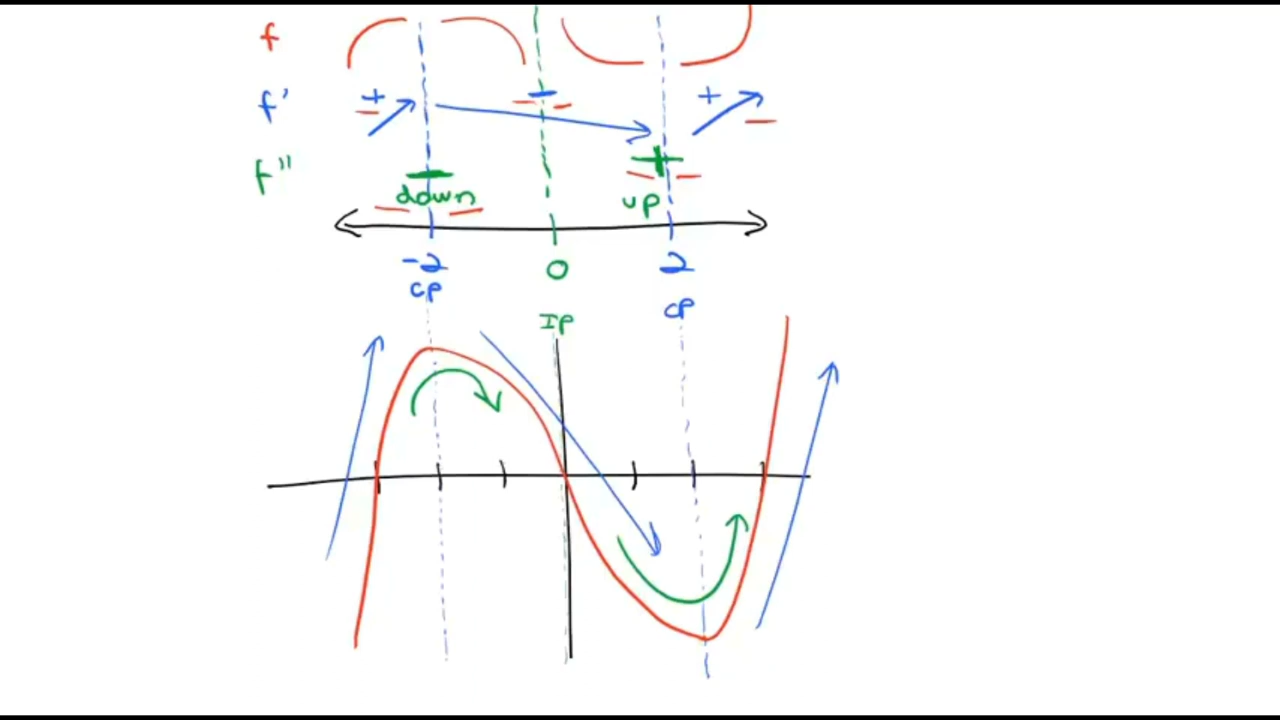 f
f' + − +
f" − +
down up
-2 0 2
CP IP CP